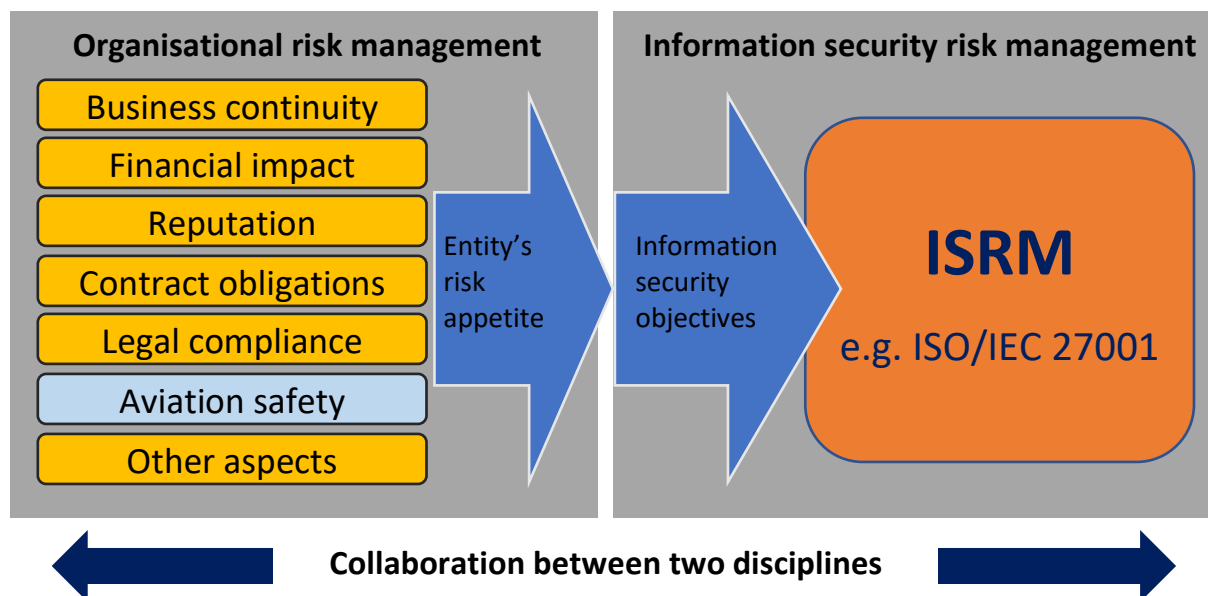 Organisational risk management
Business continuity
Financial impact
Reputation
Contract obligations
Legal compliance
Aviation safety
Other aspects
Entity’s
risk
appetite
Information security risk management
Information
security
objectives
ISRM
e.g. ISO/IEC 27001
Collaboration between two disciplines